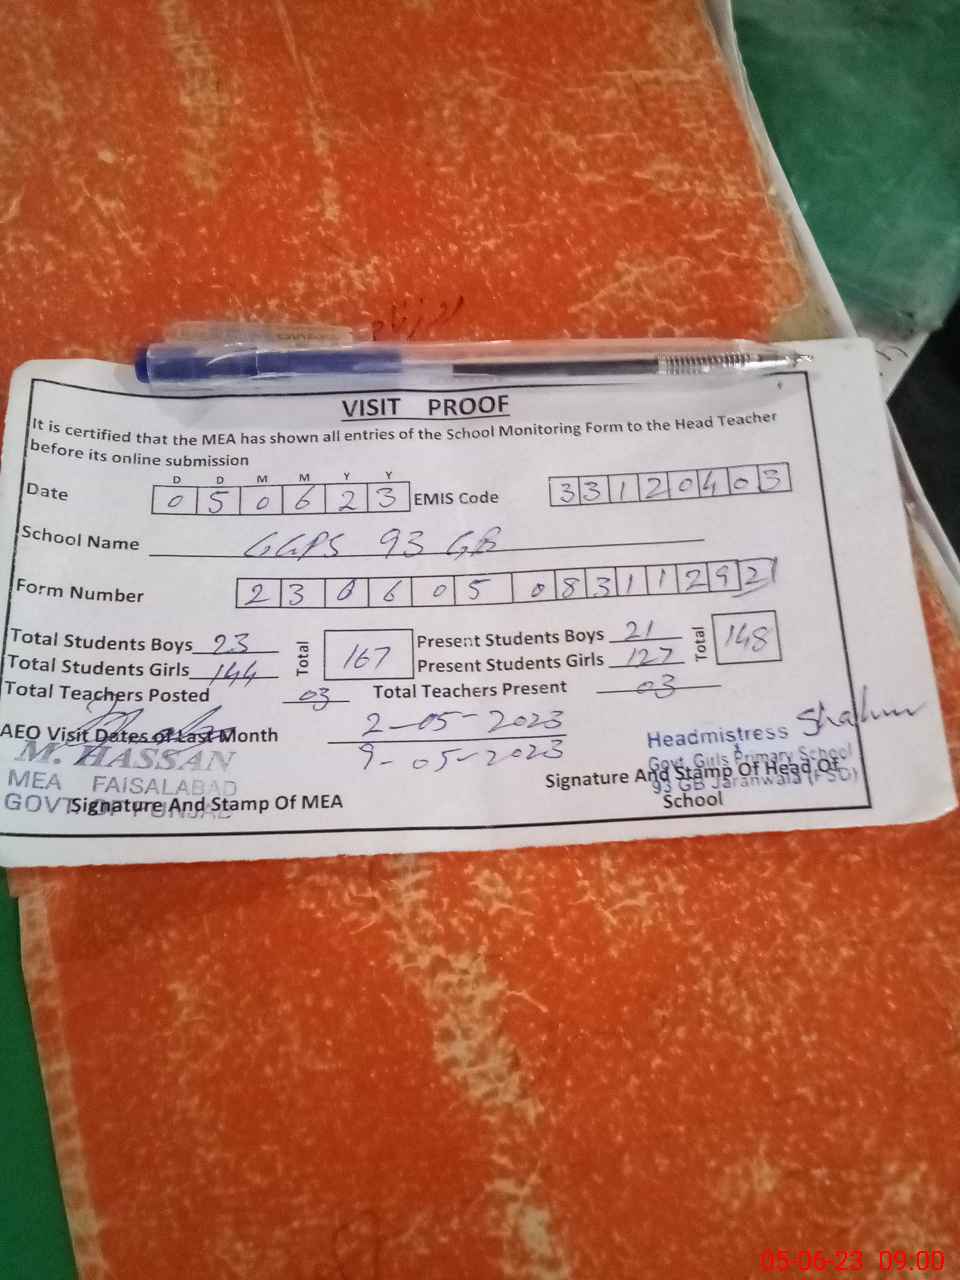 VISIT PROOF
It is certified that the MEA has shown all entries of the School Monitoring Form to the Head Teacher
before its online submission
D D M M Y Y
Date 0 5 0 6 2 3 EMIS Code 3 3 1 2 0 4 0 3
School Name GGPS 93 GB
Form Number 2 3 0 6 0 5 0 8 3 1 1 2 9 2
Total Students Boys 23 Total 167 Present Students Boys 21 Total 148
Total Students Girls 144 Present Students Girls 127
Total Teachers Posted 03 Total Teachers Present 03
AEO Visit Dates of Last Month 2-05-2023
9-05-2023
M. HASSAN
MEA FAISALABAD
GOVT. OF PUNJAB
Signature And Stamp Of MEA
Headmistress
Govt. Girls Primary School
93 GB Jaranwala (FSD)
Signature And Stamp Of Head Of
School
05-06-23 09:00